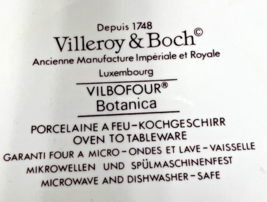 Depuis 1748
Villeroy & Boch©
Ancienne Manufacture Impériale et Royale
Luxembourg
VILBOFOUR®
Botanica
PORCELAINE A FEU-KOCHGESCHIRR
OVEN TO TABLEWARE
GARANTI FOUR A MICRO-ONDES ET LAVE-VAISSELLE
MIKROWELLEN UND SPÜLMASCHINENFEST
MICROWAVE AND DISHWASHER-SAFE